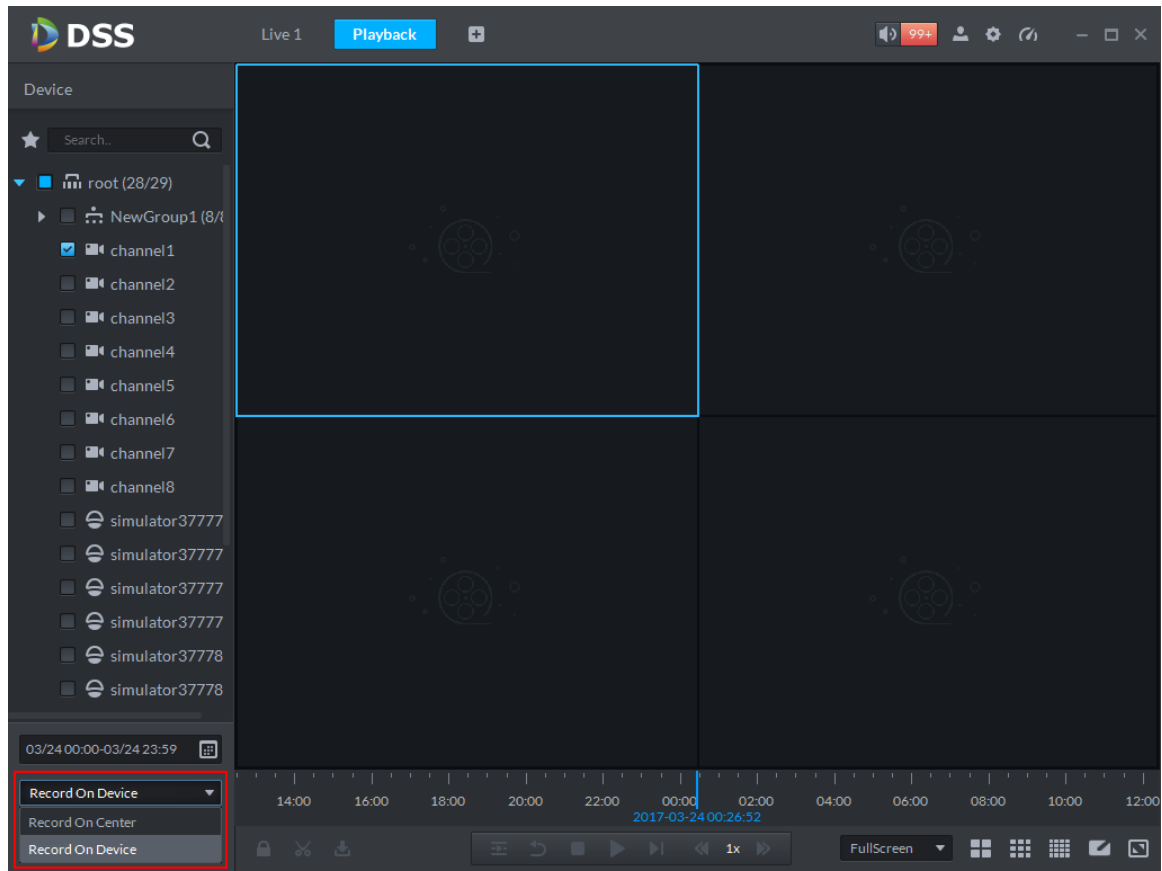 DSS
Live 1 Playback
99+
Device
Search..
root (28/29)
NewGroup1 (8/8
channel1
channel2
channel3
channel4
channel5
channel6
channel7
channel8
simulator37777
simulator37777
simulator37777
simulator37777
simulator37778
simulator37778
03/24 00:00-03/24 23:59
Record On Device
Record On Center
Record On Device
14:00 16:00 18:00 20:00 22:00 00:00 02:00 04:00 06:00 08:00 10:00 12:00
2017-03-24 00:26:52
1x
FullScreen